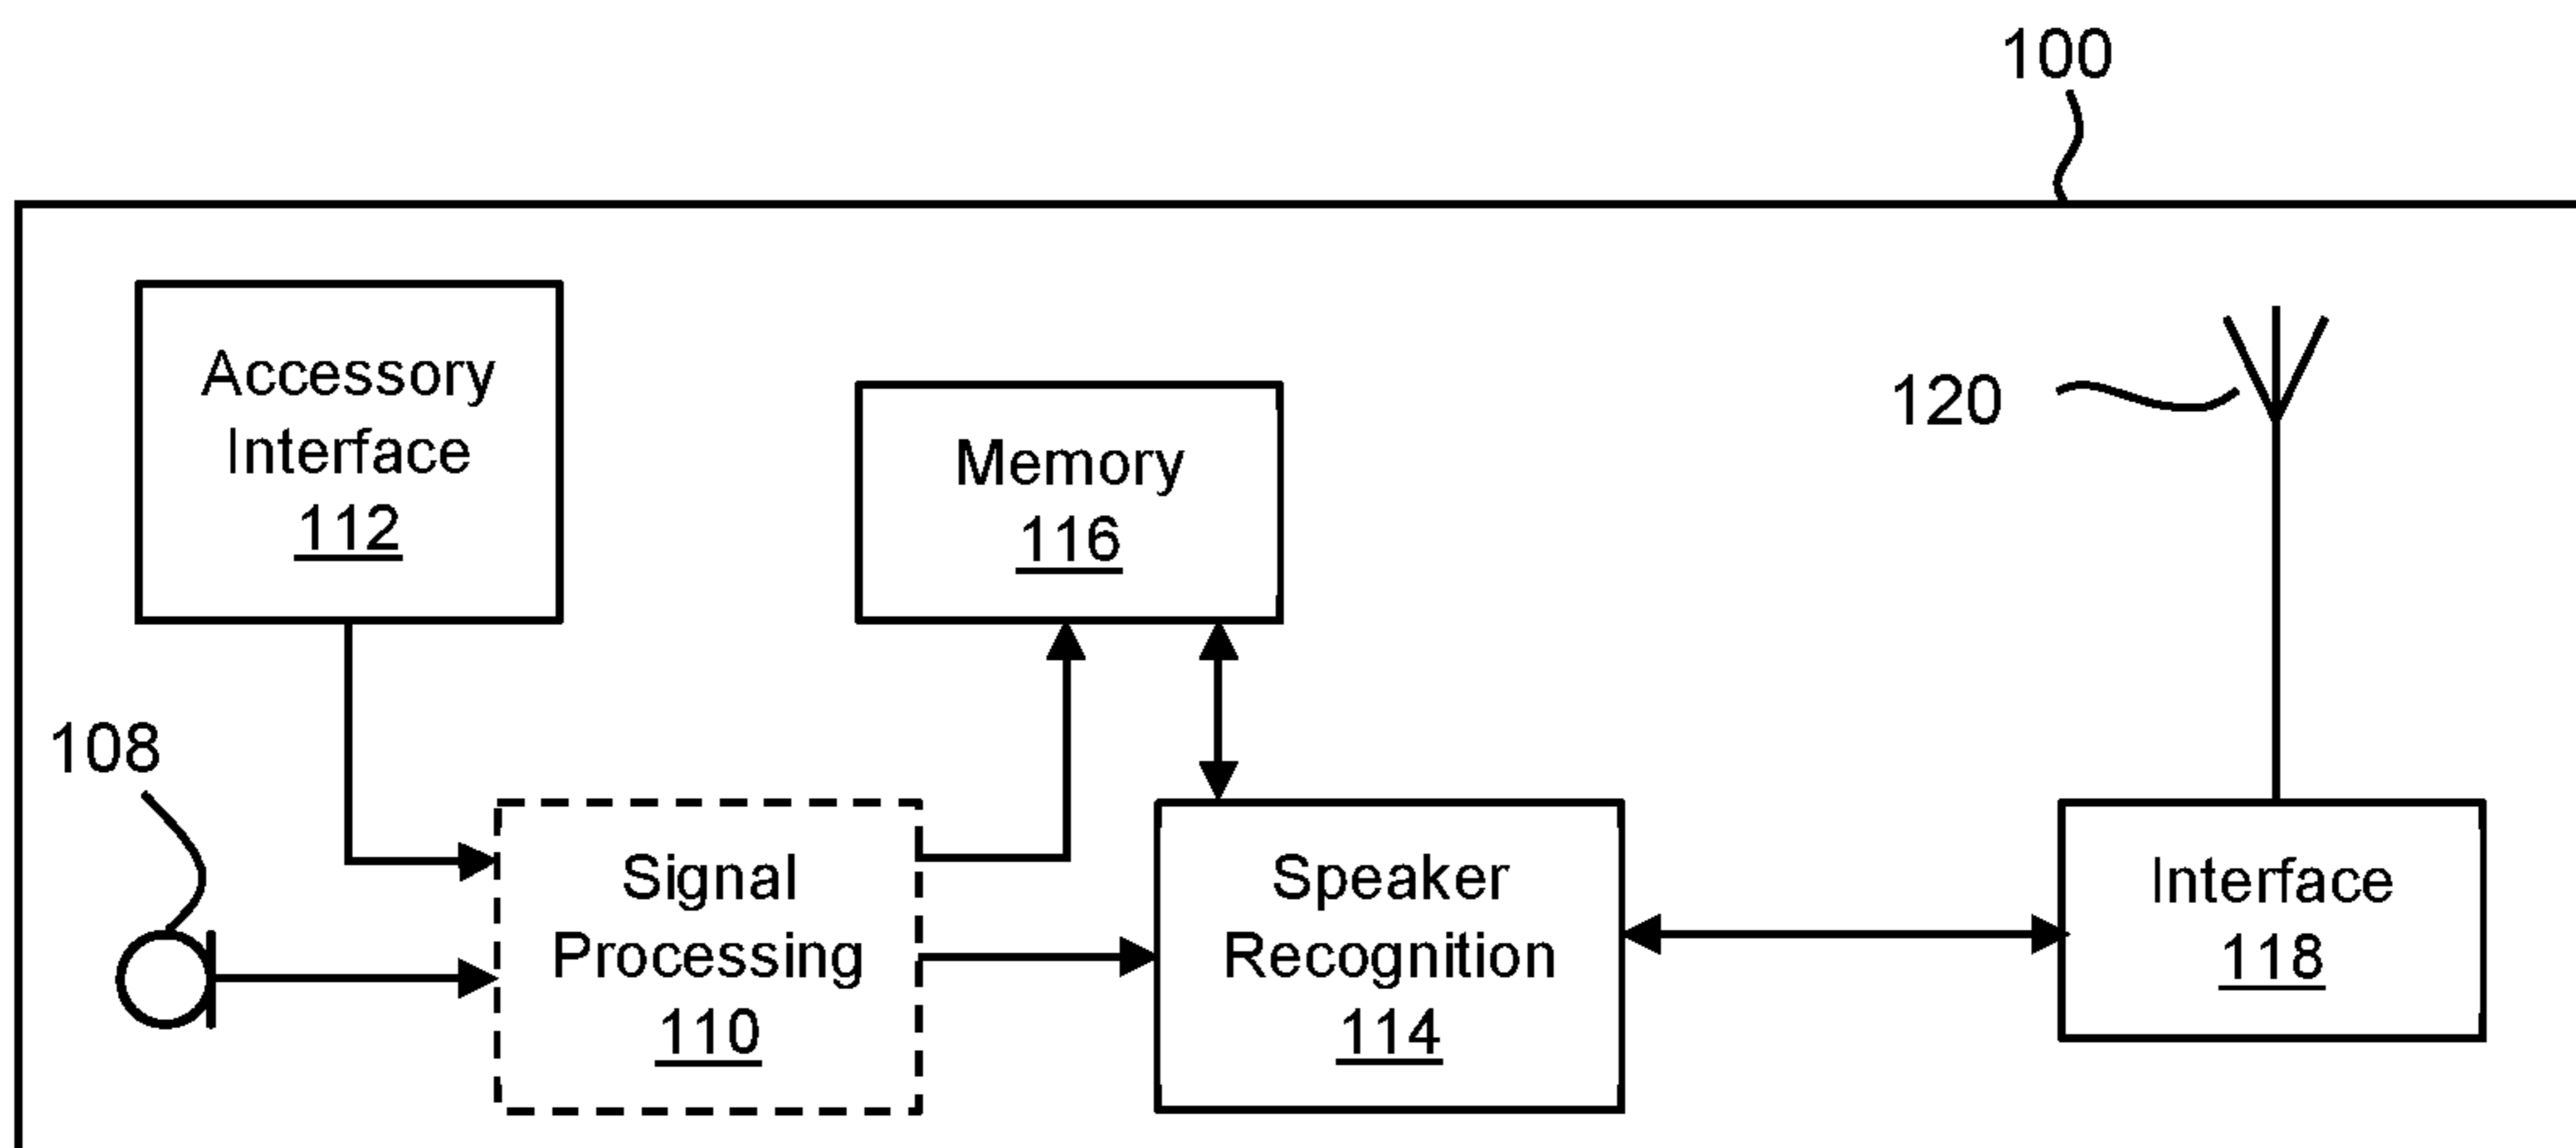 100
Accessory
Interface
112
Memory
116
120
108
Signal
Processing
110
Speaker
Recognition
114
Interface
118